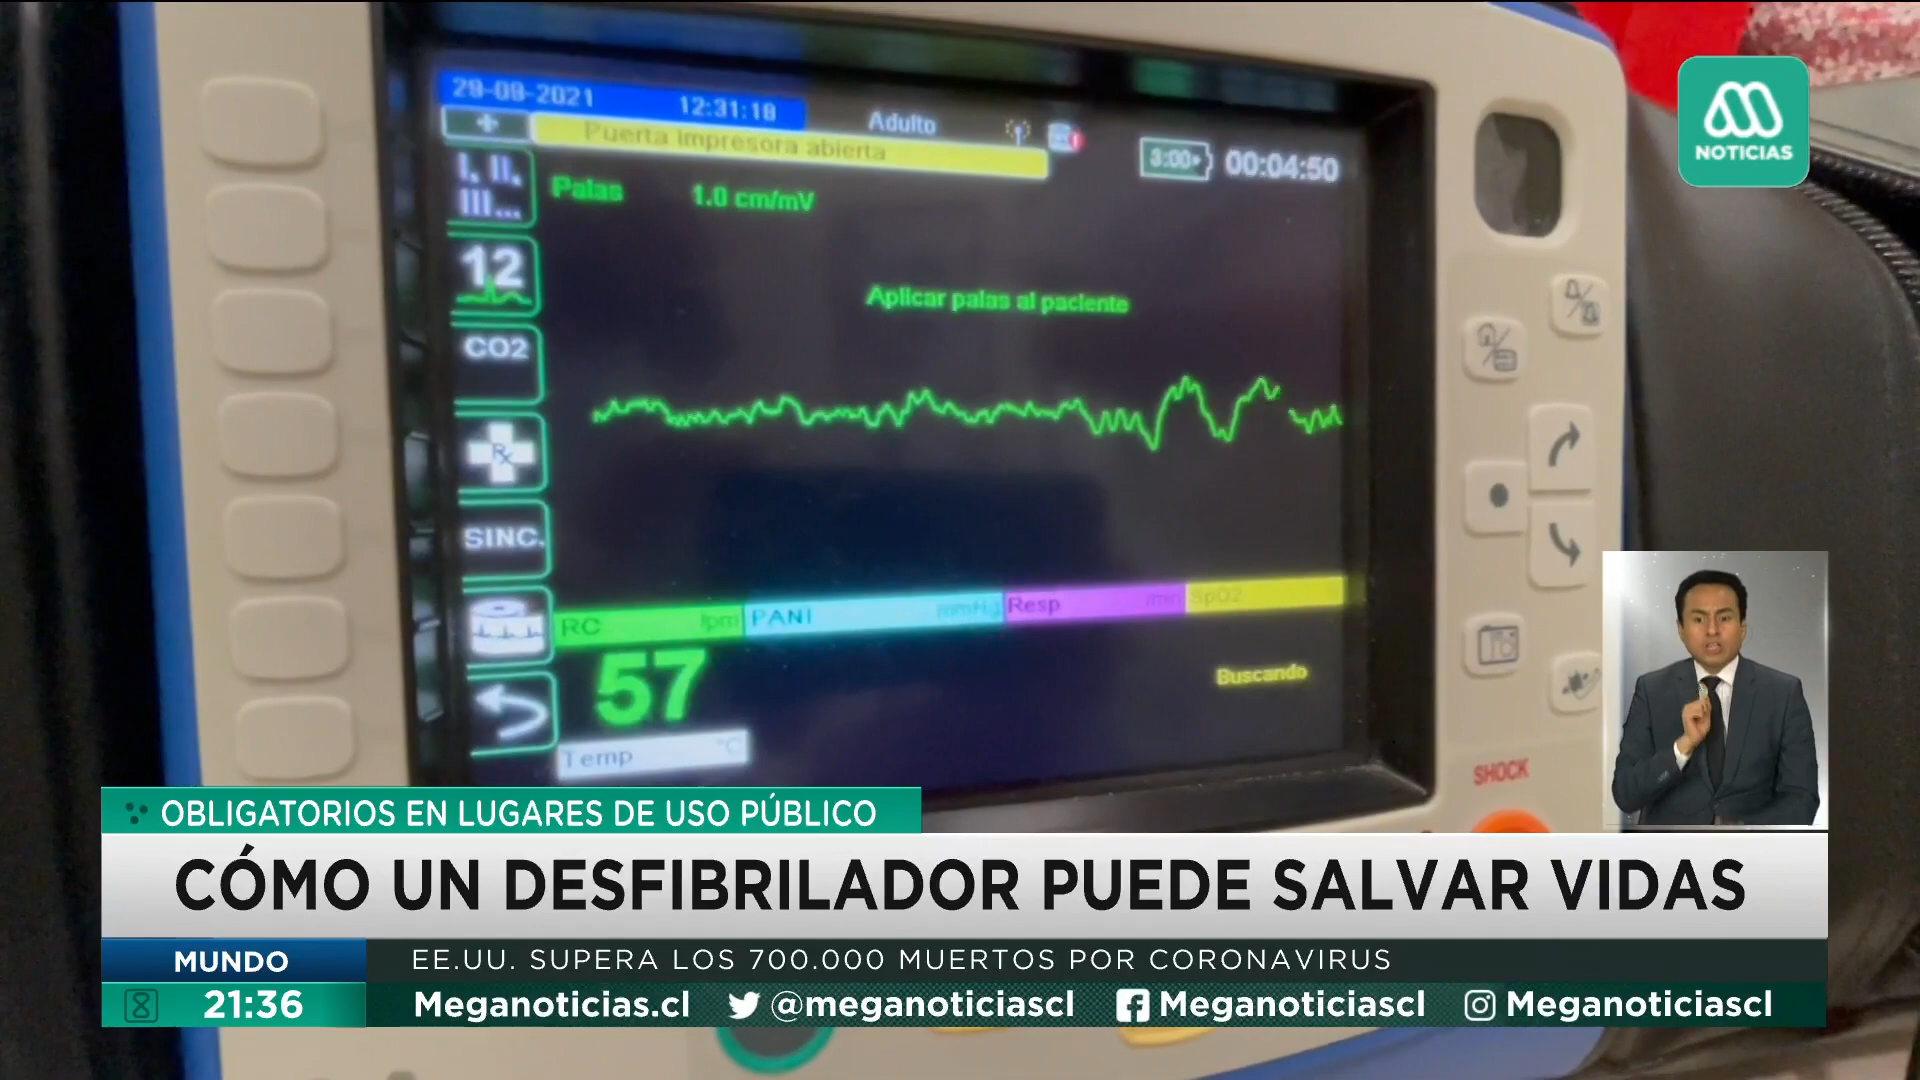 29-09-2021 12:31:18
Adulto
3:00
00:04:50
Puerta impresora abierta
NOTICIAS
I, II,
III...
Palas 1.0 cm/mV
12
Aplicar palas al paciente
CO2
Rx
SINC.
RC lpm PANI mmHg Resp /min SpO2
57
Buscando
Temp °C
SHOCK
OBLIGATORIOS EN LUGARES DE USO PÚBLICO
CÓMO UN DESFIBRILADOR PUEDE SALVAR VIDAS
MUNDO EE.UU. SUPERA LOS 700.000 MUERTOS POR CORONAVIRUS
21:36 Meganoticias.cl @meganoticiascl Meganoticiascl Meganoticiascl